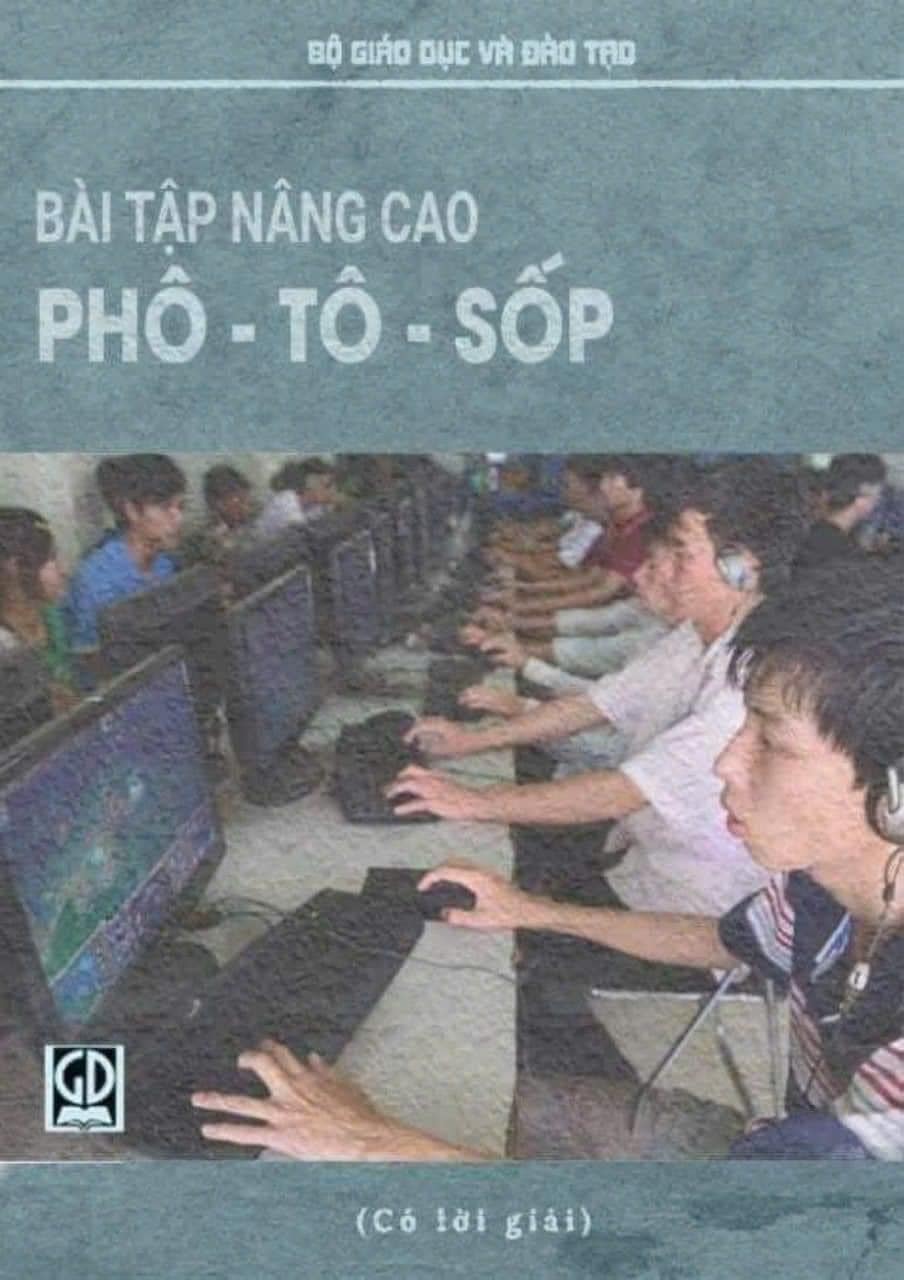 BỘ GIÁO DỤC VÀ ĐÀO TẠO
BÀI TẬP NÂNG CAO
PHÔ - TÔ - SỐP
GD
(Có lời giải)